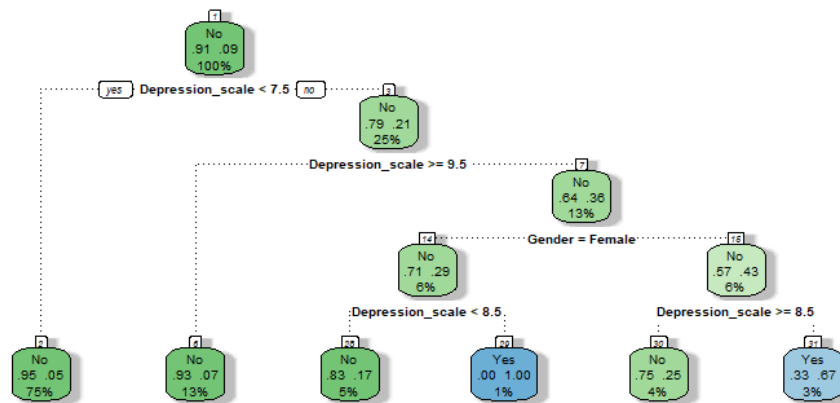 1
No
.91 .09
100%
yes Depression_scale < 7.5 no
3
No
.79 .21
25%
Depression_scale >= 9.5
7
No
.64 .36
13%
Gender = Female
14
No
.71 .29
6%
15
No
.57 .43
6%
Depression_scale < 8.5
Depression_scale >= 8.5
2
No
.95 .05
75%
6
No
.93 .07
13%
28
No
.83 .17
5%
29
Yes
.00 1.00
1%
30
No
.75 .25
4%
31
Yes
.33 .67
3%